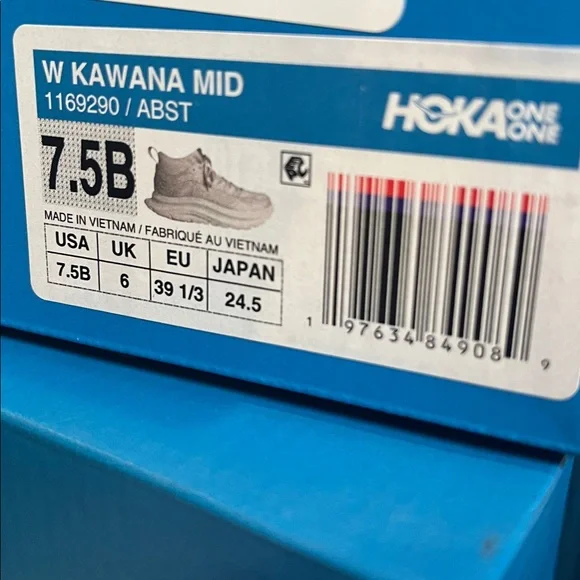 W KAWANA MID
1169290 / ABST
HOKA ONE ONE
7.5B
MADE IN VIETNAM / FABRIQUÉ AU VIETNAM
USA UK EU JAPAN
7.5B 6 39 1/3 24.5
1 97634 84908 9